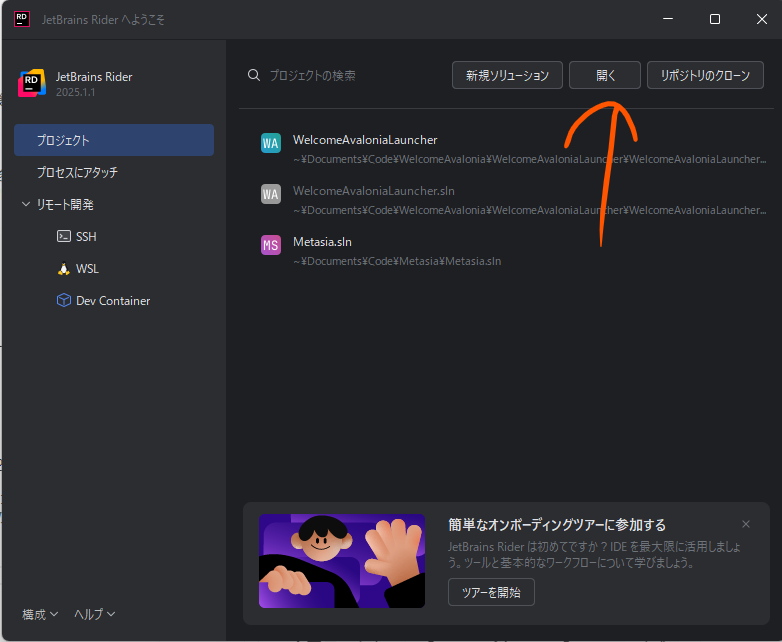 RD JetBrains Rider へようこそ
RD JetBrains Rider
2025.1.1
プロジェクト
プロセスにアタッチ
リモート開発
SSH
WSL
Dev Container
構成
ヘルプ
プロジェクトの検索
新規ソリューション
開く
リポジトリのクローン
WA WelcomeAvaloniaLauncher
~¥Documents¥Code¥WelcomeAvalonia¥WelcomeAvaloniaLauncher¥WelcomeAvaloniaLauncher...
WA WelcomeAvaloniaLauncher.sln
~¥Documents¥Code¥WelcomeAvalonia¥WelcomeAvaloniaLauncher¥WelcomeAvaloniaLauncher...
MS Metasia.sln
~¥Documents¥Code¥Metasia¥Metasia.sln
簡単なオンボーディングツアーに参加する
JetBrains Rider は初めてですか？IDE を最大限に活用しましょ
う。ツールと基本的なワークフローについて学びましょう。
ツアーを開始